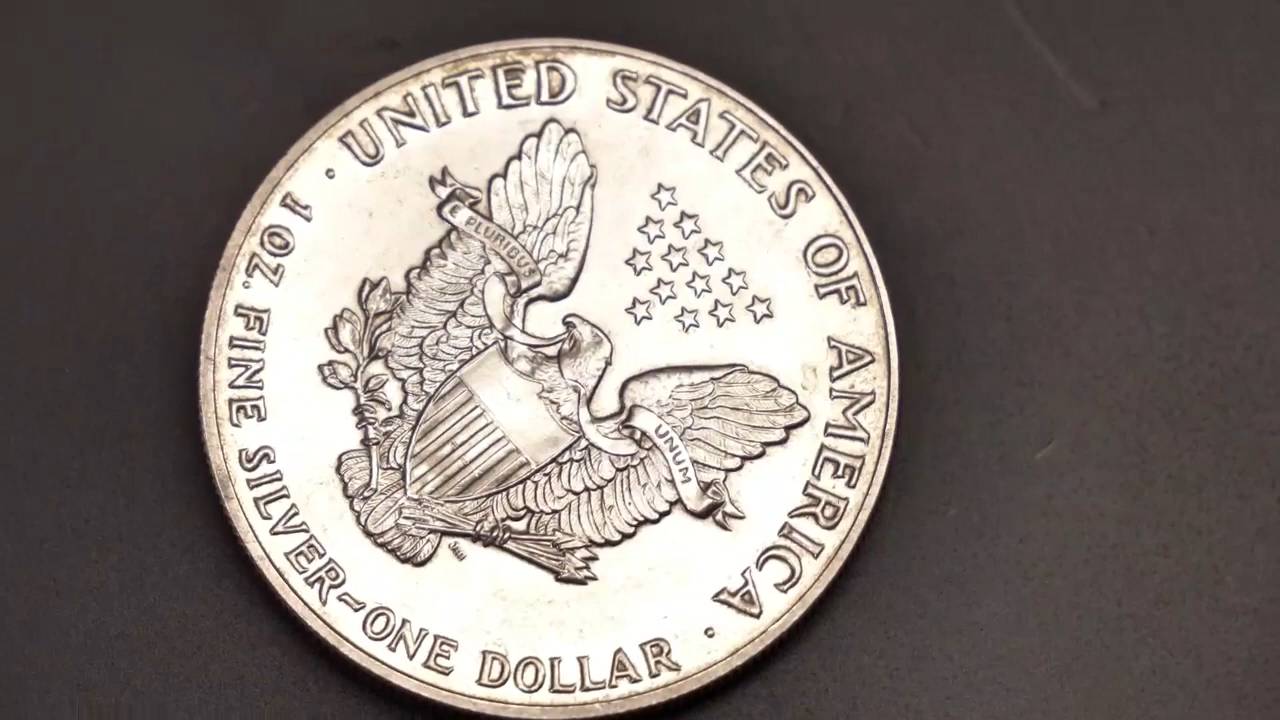 · UNITED STATES OF AMERICA ·
1 OZ. FINE SILVER~ONE DOLLAR
E PLURIBUS
UNUM